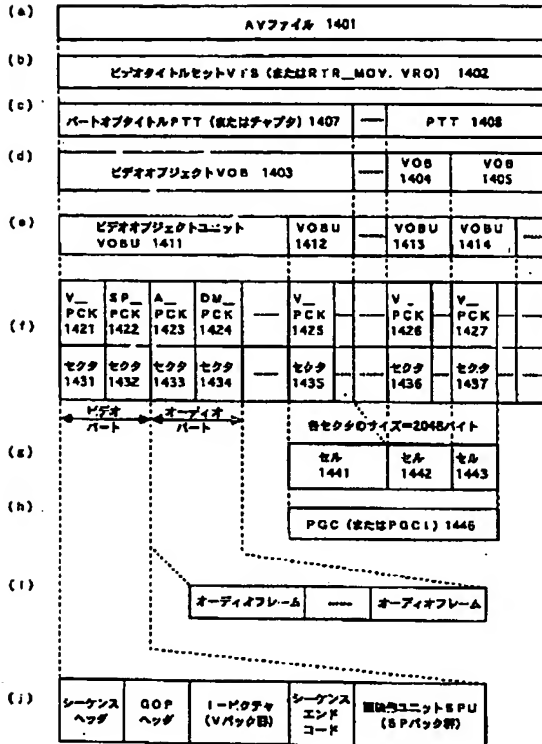 (a)
AVファイル 1401
(b)
ビデオタイトルセットVTS (またはRTR_MOV. VRO) 1402
(c)
パートオブタイトルPTT (またはチャプタ) 1407
PTT 1408
(d)
ビデオオブジェクトVOB 1403
VOB
1404
VOB
1405
(e)
ビデオオブジェクトユニット
VOBU 1411
VOBU
1412
VOBU
1413
VOBU
1414
(f)
V_
PCK
1421
SP_
PCK
1422
A_
PCK
1423
DM_
PCK
1424
V_
PCK
1425
V_
PCK
1426
V_
PCK
1427
セクタ
1431
セクタ
1432
セクタ
1433
セクタ
1434
セクタ
1435
セクタ
1436
セクタ
1437
ビデオ
パート
オーディオ
パート
各セクタのサイズ=2048バイト
(g)
セル
1441
セル
1442
セル
1443
(h)
PGC (またはPGCI) 1446
(i)
オーディオフレーム
オーディオフレーム
(j)
シーケンス
ヘッダ
GOP
ヘッダ
I-ピクチャ
(Vパック目)
シーケンス
エンド
コード
ユニットSPU